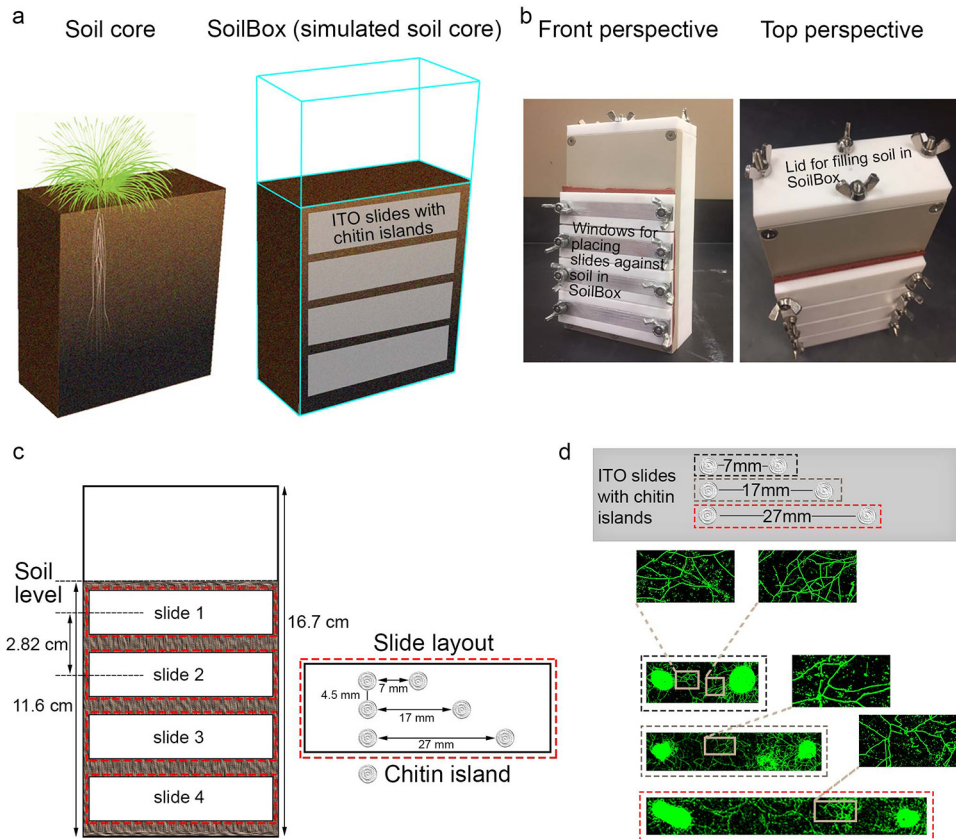 a
Soil core
SoilBox (simulated soil core)
ITO slides with
chitin islands
b
Front perspective
Top perspective
Windows for
placing
slides against
soil in
SoilBox
Lid for filling soil in
SoilBox
c
Soil
level
2.82 cm
11.6 cm
16.7 cm
slide 1
slide 2
slide 3
slide 4
Slide layout
7 mm
4.5 mm
17 mm
27 mm
Chitin island
d
ITO slides
with chitin
islands
7mm
17mm
27mm